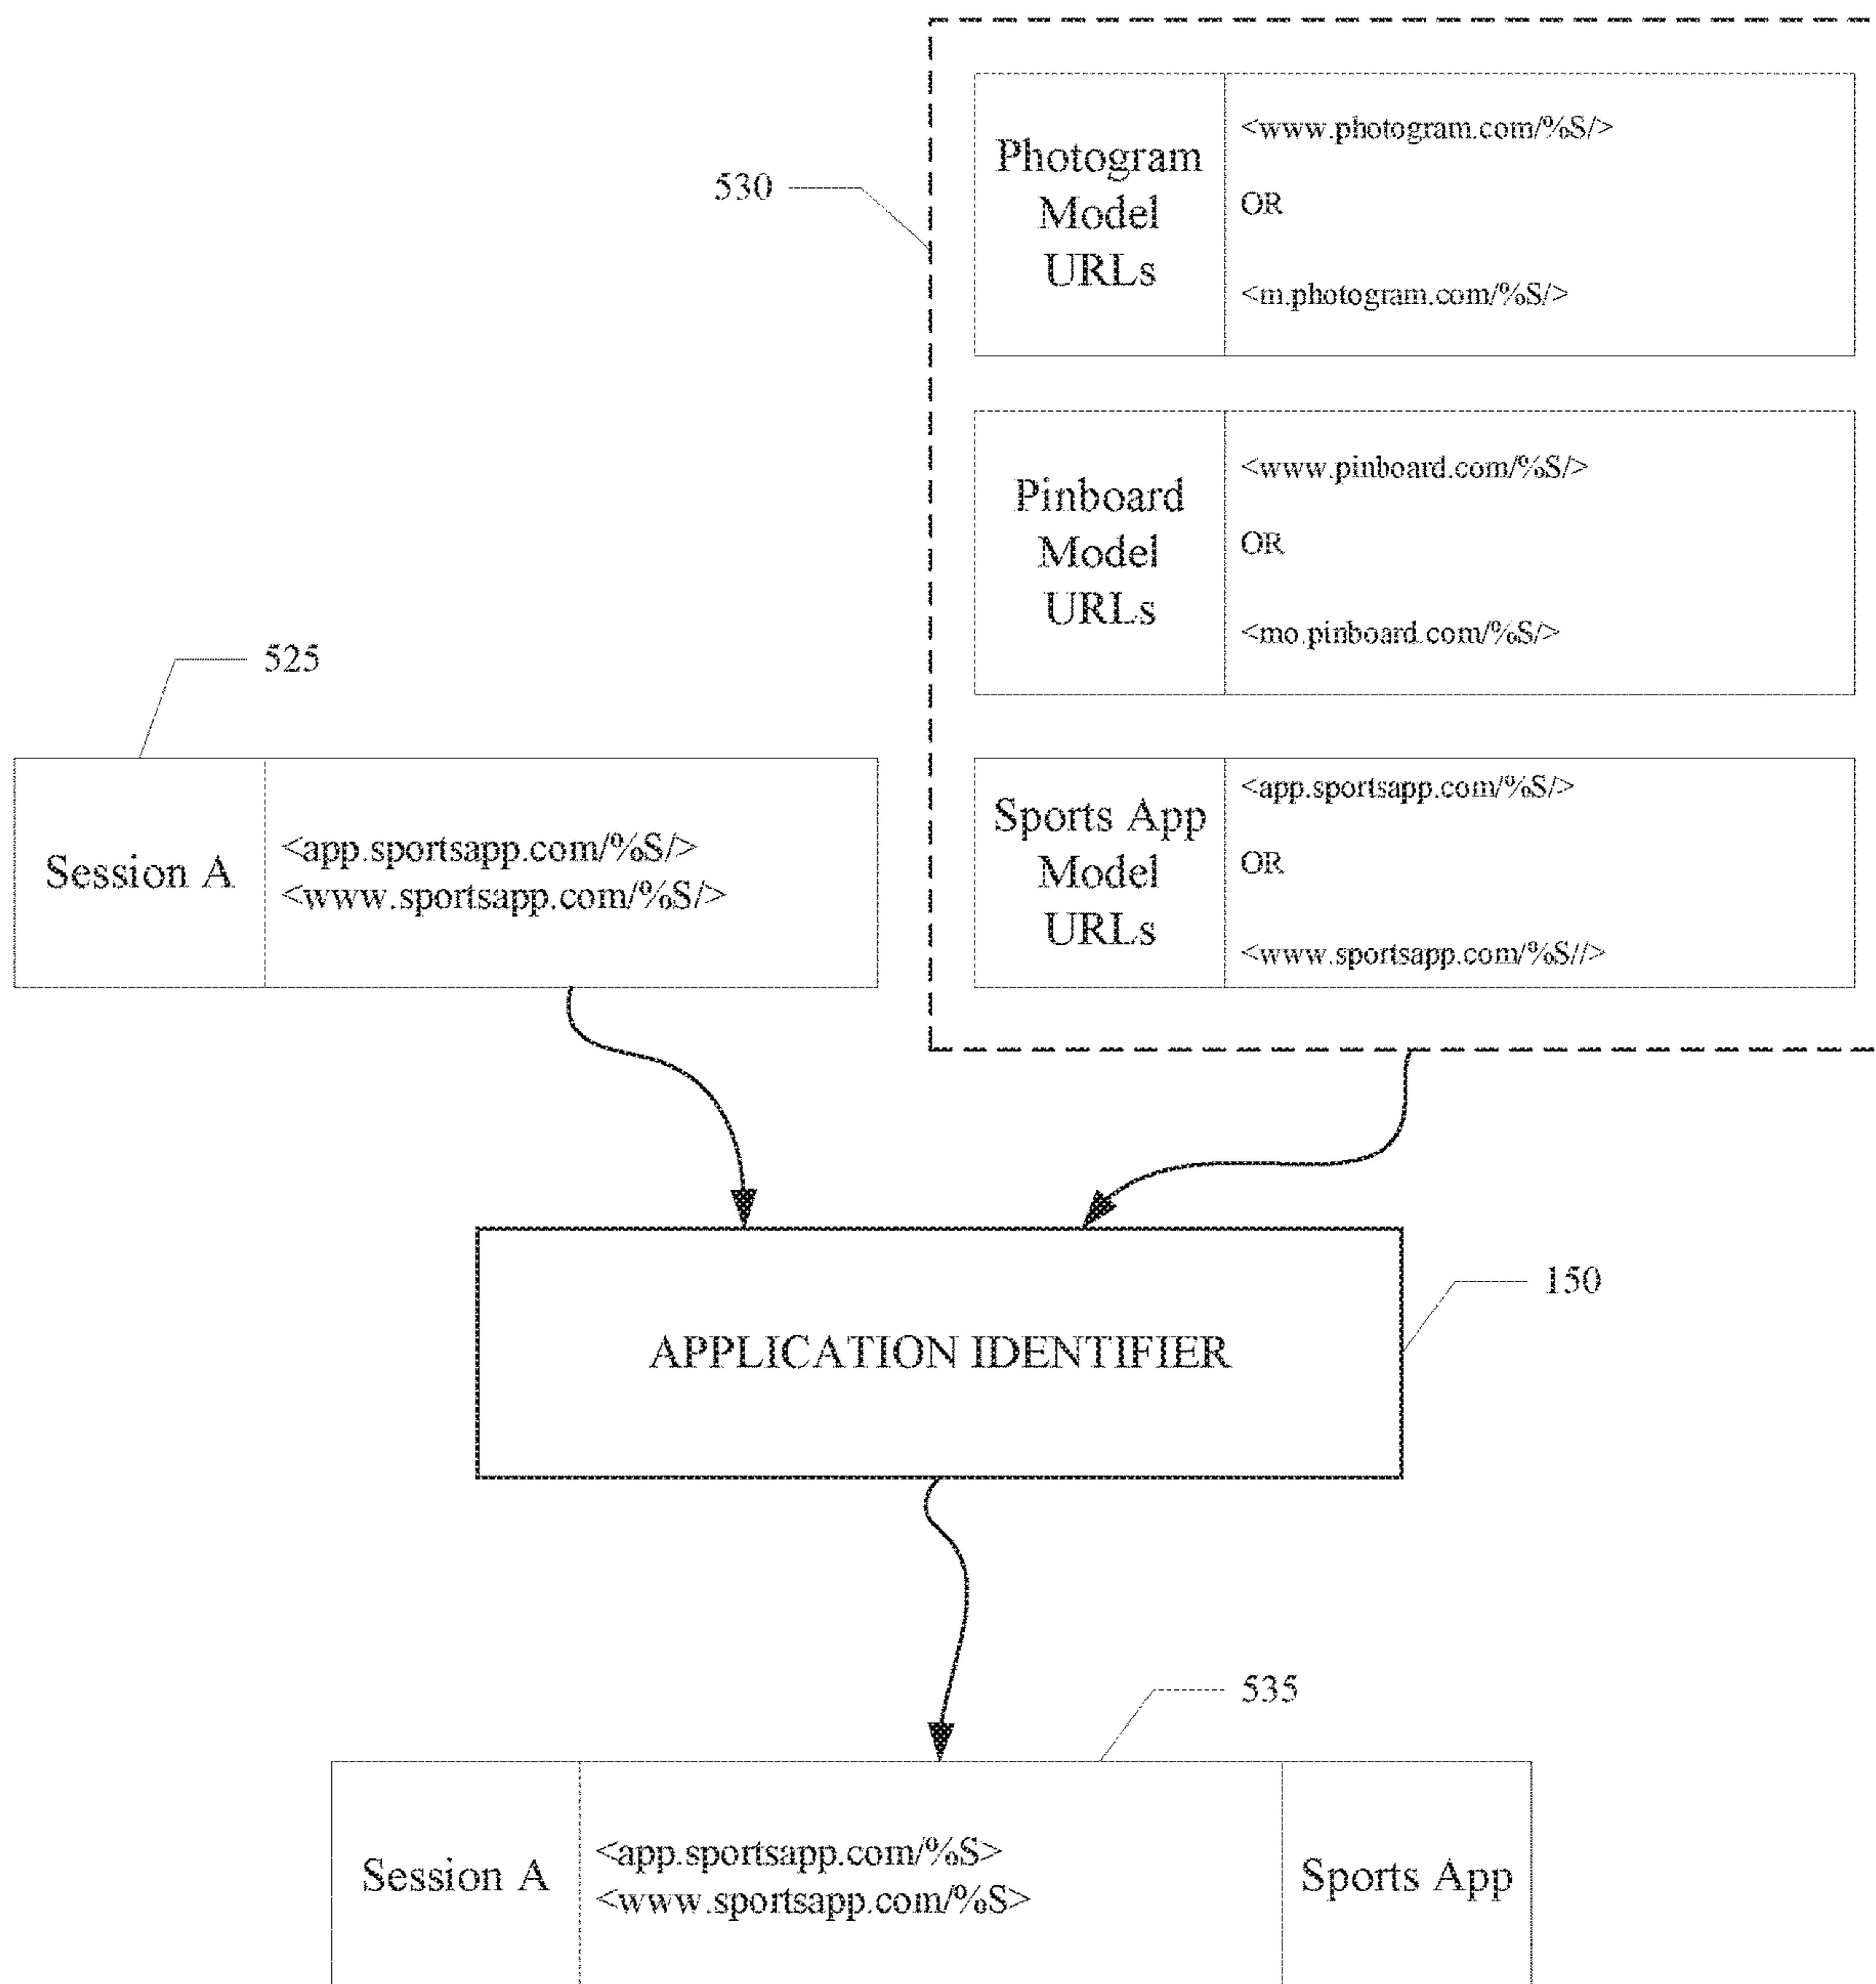 530
Photogram
Model
URLs
<www.photogram.com/%S/>
OR
<m.photogram.com/%S/>
Pinboard
Model
URLs
<www.pinboard.com/%S/>
OR
<mo.pinboard.com/%S/>
Sports App
Model
URLs
<app.sportsapp.com/%S/>
OR
<www.sportsapp.com/%S//>
525
Session A
<app.sportsapp.com/%S/>
<www.sportsapp.com/%S/>
APPLICATION IDENTIFIER
150
535
Session A
<app.sportsapp.com/%S>
<www.sportsapp.com/%S>
Sports App